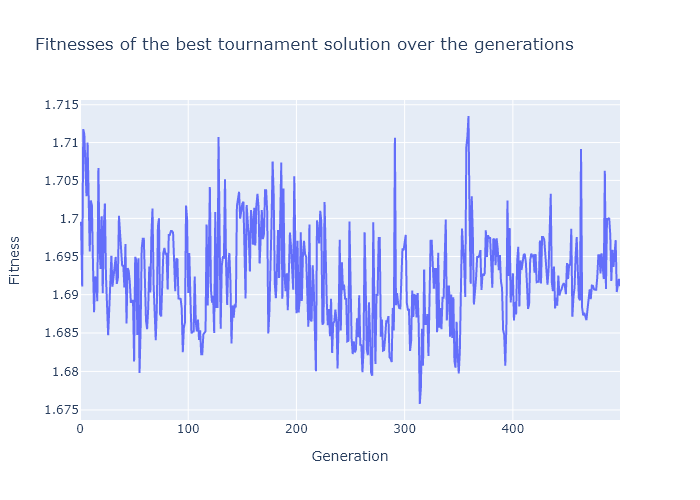 Fitnesses of the best tournament solution over the generations
1.715
1.71
1.705
1.7
1.695
1.69
1.685
1.68
1.675
0 100 200 300 400
Generation
Fitness